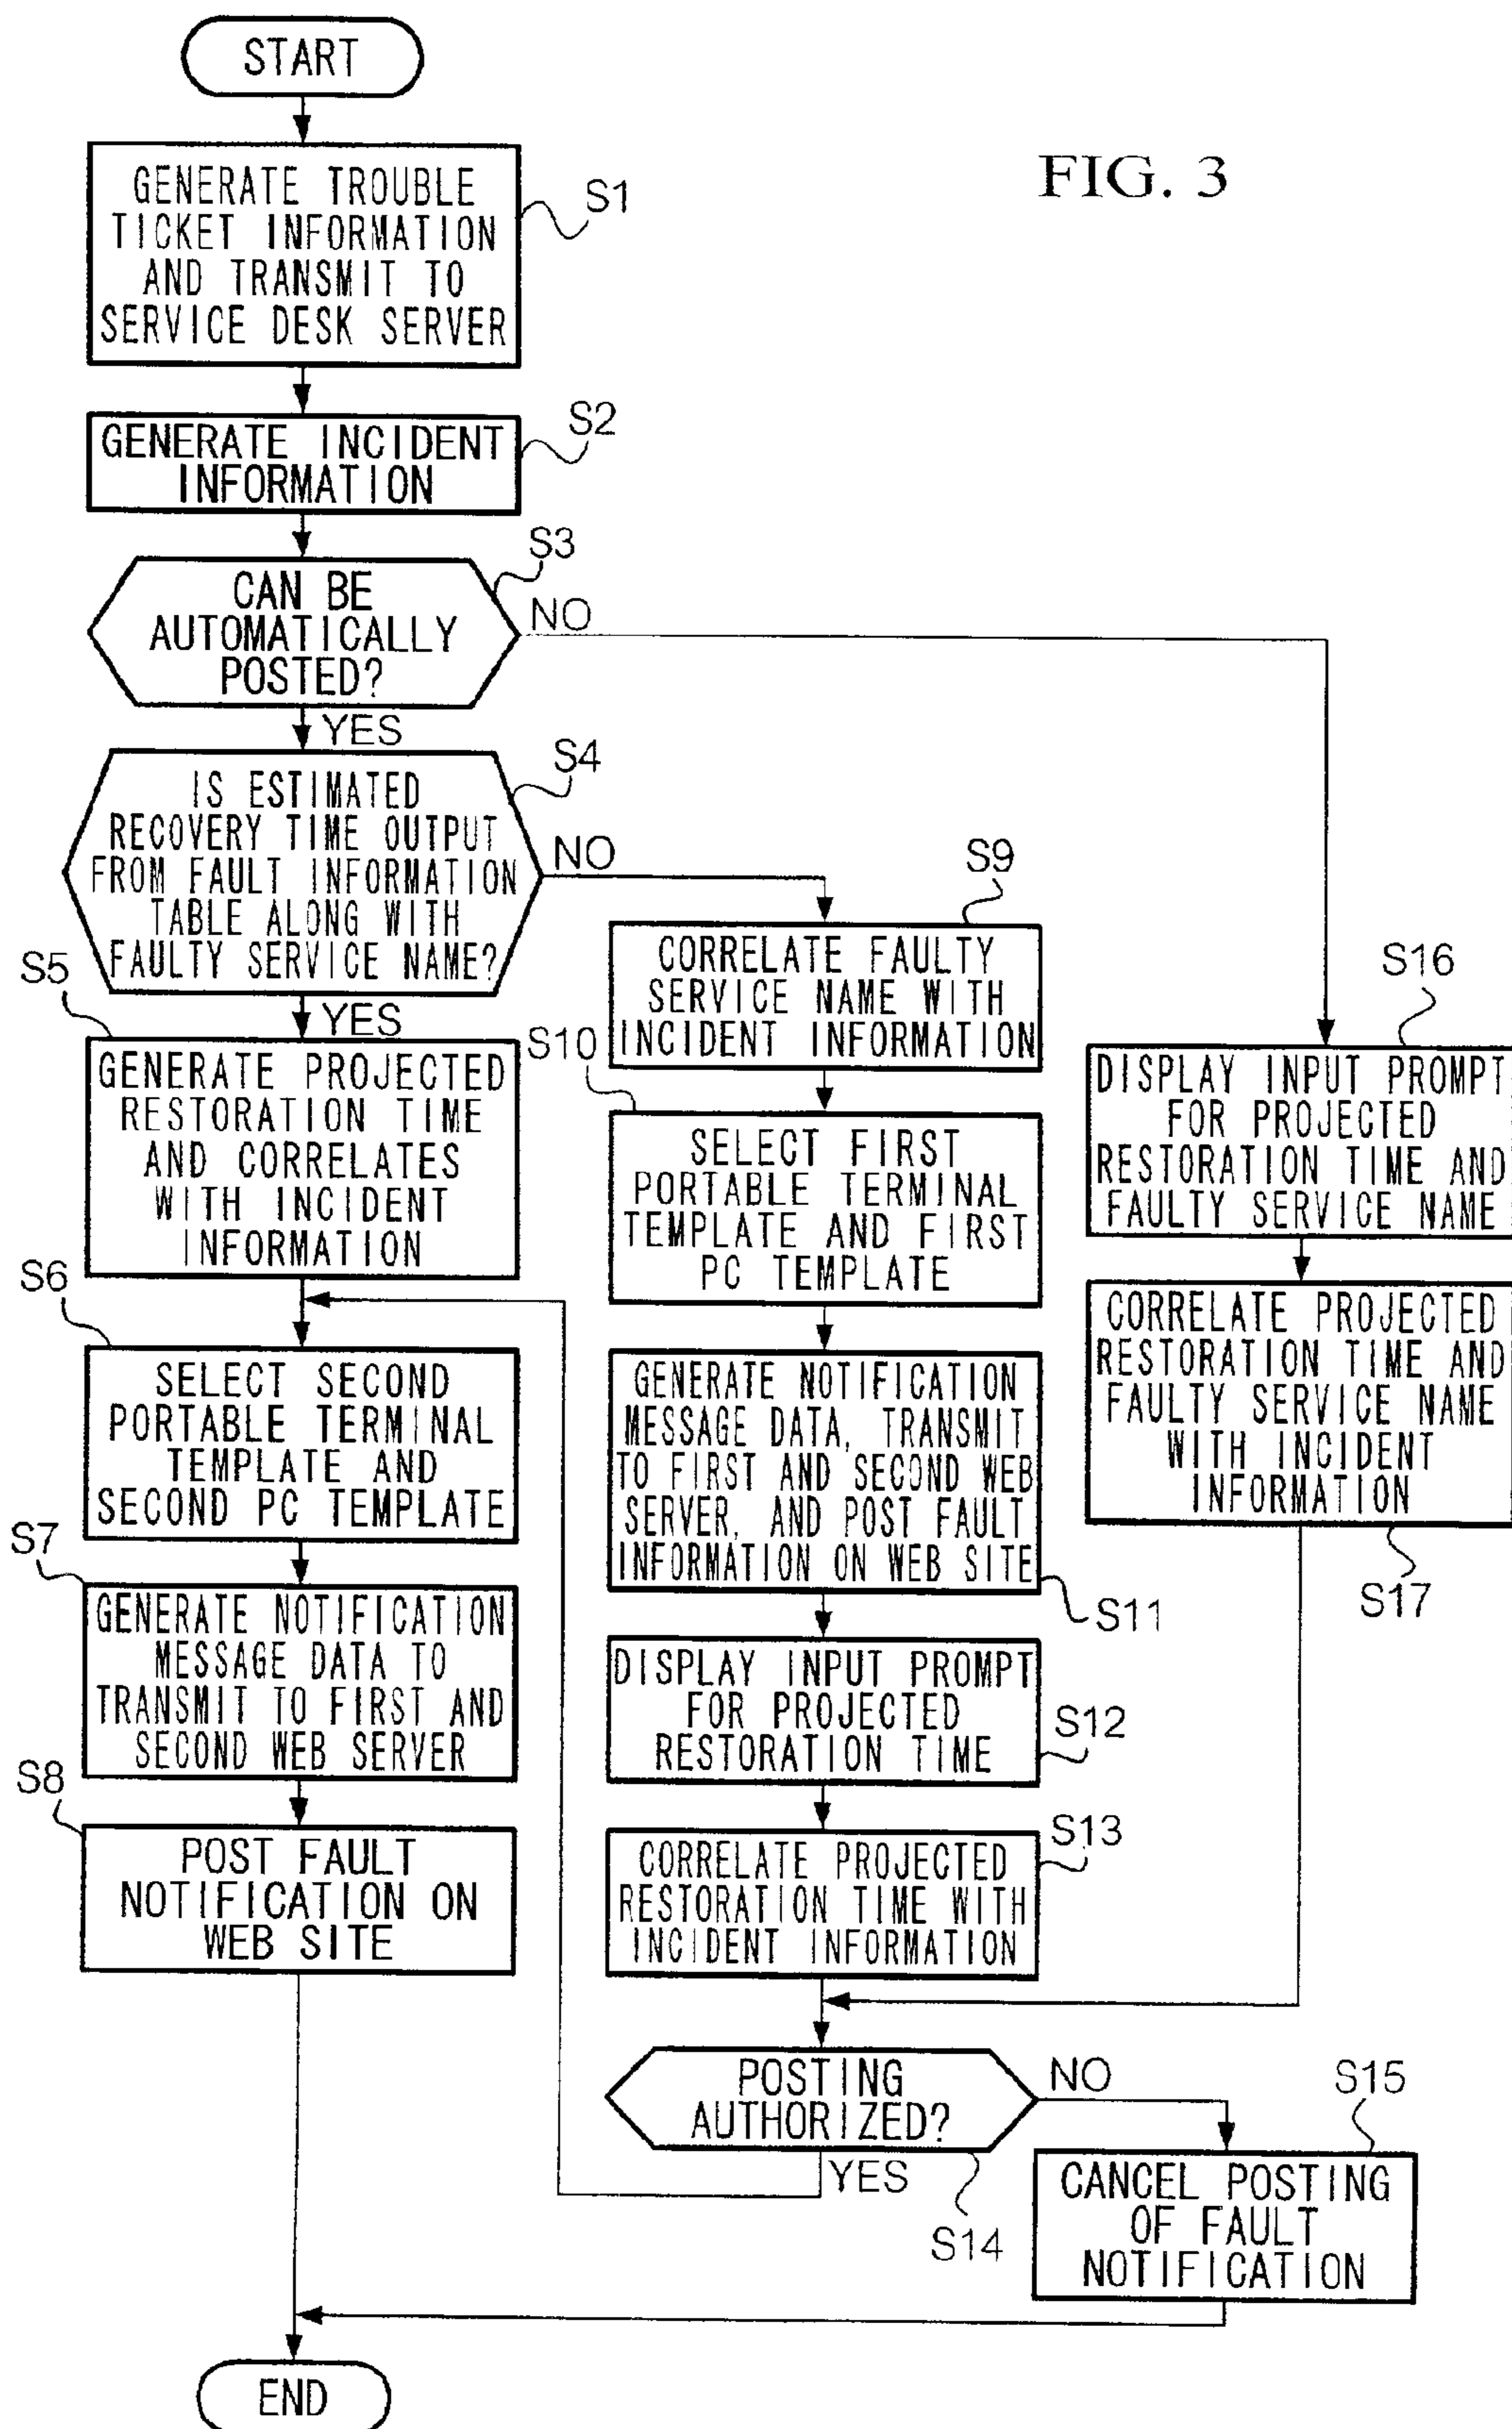 START
FIG. 3
GENERATE TROUBLE
TICKET INFORMATION
AND TRANSMIT TO
SERVICE DESK SERVER
S1
GENERATE INCIDENT
INFORMATION
S2
CAN BE
AUTOMATICALLY
POSTED?
S3
NO
YES
IS ESTIMATED
RECOVERY TIME OUTPUT
FROM FAULT INFORMATION
TABLE ALONG WITH
FAULTY SERVICE NAME?
S4
NO
YES
S5
GENERATE PROJECTED
RESTORATION TIME
AND CORRELATES
WITH INCIDENT
INFORMATION
S6
SELECT SECOND
PORTABLE TERMINAL
TEMPLATE AND
SECOND PC TEMPLATE
S7
GENERATE NOTIFICATION
MESSAGE DATA TO
TRANSMIT TO FIRST AND
SECOND WEB SERVER
S8
POST FAULT
NOTIFICATION ON
WEB SITE
S9
CORRELATE FAULTY
SERVICE NAME WITH
INCIDENT INFORMATION
S10
SELECT FIRST
PORTABLE TERMINAL
TEMPLATE AND FIRST
PC TEMPLATE
GENERATE NOTIFICATION
MESSAGE DATA, TRANSMIT
TO FIRST AND SECOND WEB
SERVER, AND POST FAULT
INFORMATION ON WEB SITE
S11
DISPLAY INPUT PROMPT
FOR PROJECTED
RESTORATION TIME
S12
CORRELATE PROJECTED
RESTORATION TIME WITH
INCIDENT INFORMATION
S13
POSTING
AUTHORIZED?
NO
YES
S14
S15
CANCEL POSTING
OF FAULT
NOTIFICATION
S16
DISPLAY INPUT PROMPT
FOR PROJECTED
RESTORATION TIME AND
FAULTY SERVICE NAME
CORRELATE PROJECTED
RESTORATION TIME AND
FAULTY SERVICE NAME
WITH INCIDENT
INFORMATION
S17
END